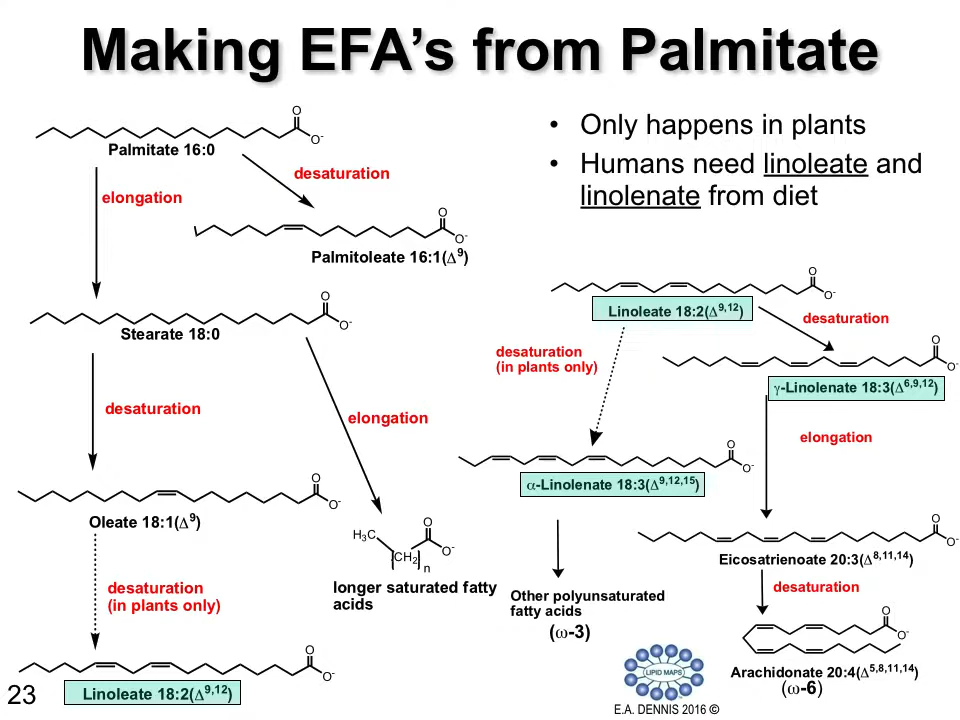 Making EFA's from Palmitate
• Only happens in plants
• Humans need linoleate and
linolenate from diet
O
O-
Palmitate 16:0
desaturation
elongation
O
O-
Palmitoleate 16:1(Δ9)
O
O-
Stearate 18:0
desaturation
elongation
O
O-
Oleate 18:1(Δ9)
H3C
O
O-
[CH2]n
longer saturated fatty
acids
desaturation
(in plants only)
O
O-
Linoleate 18:2(Δ9,12)
O
O-
Linoleate 18:2(Δ9,12)
desaturation
desaturation
(in plants only)
O
O-
γ-Linolenate 18:3(Δ6,9,12)
elongation
O
O-
α-Linolenate 18:3(Δ9,12,15)
Other polyunsaturated
fatty acids
(ω-3)
O
O-
Eicosatrienoate 20:3(Δ8,11,14)
desaturation
O
O-
Arachidonate 20:4(Δ5,8,11,14)
(ω-6)
LIPID MAPS
E.A. DENNIS 2016 ©
23